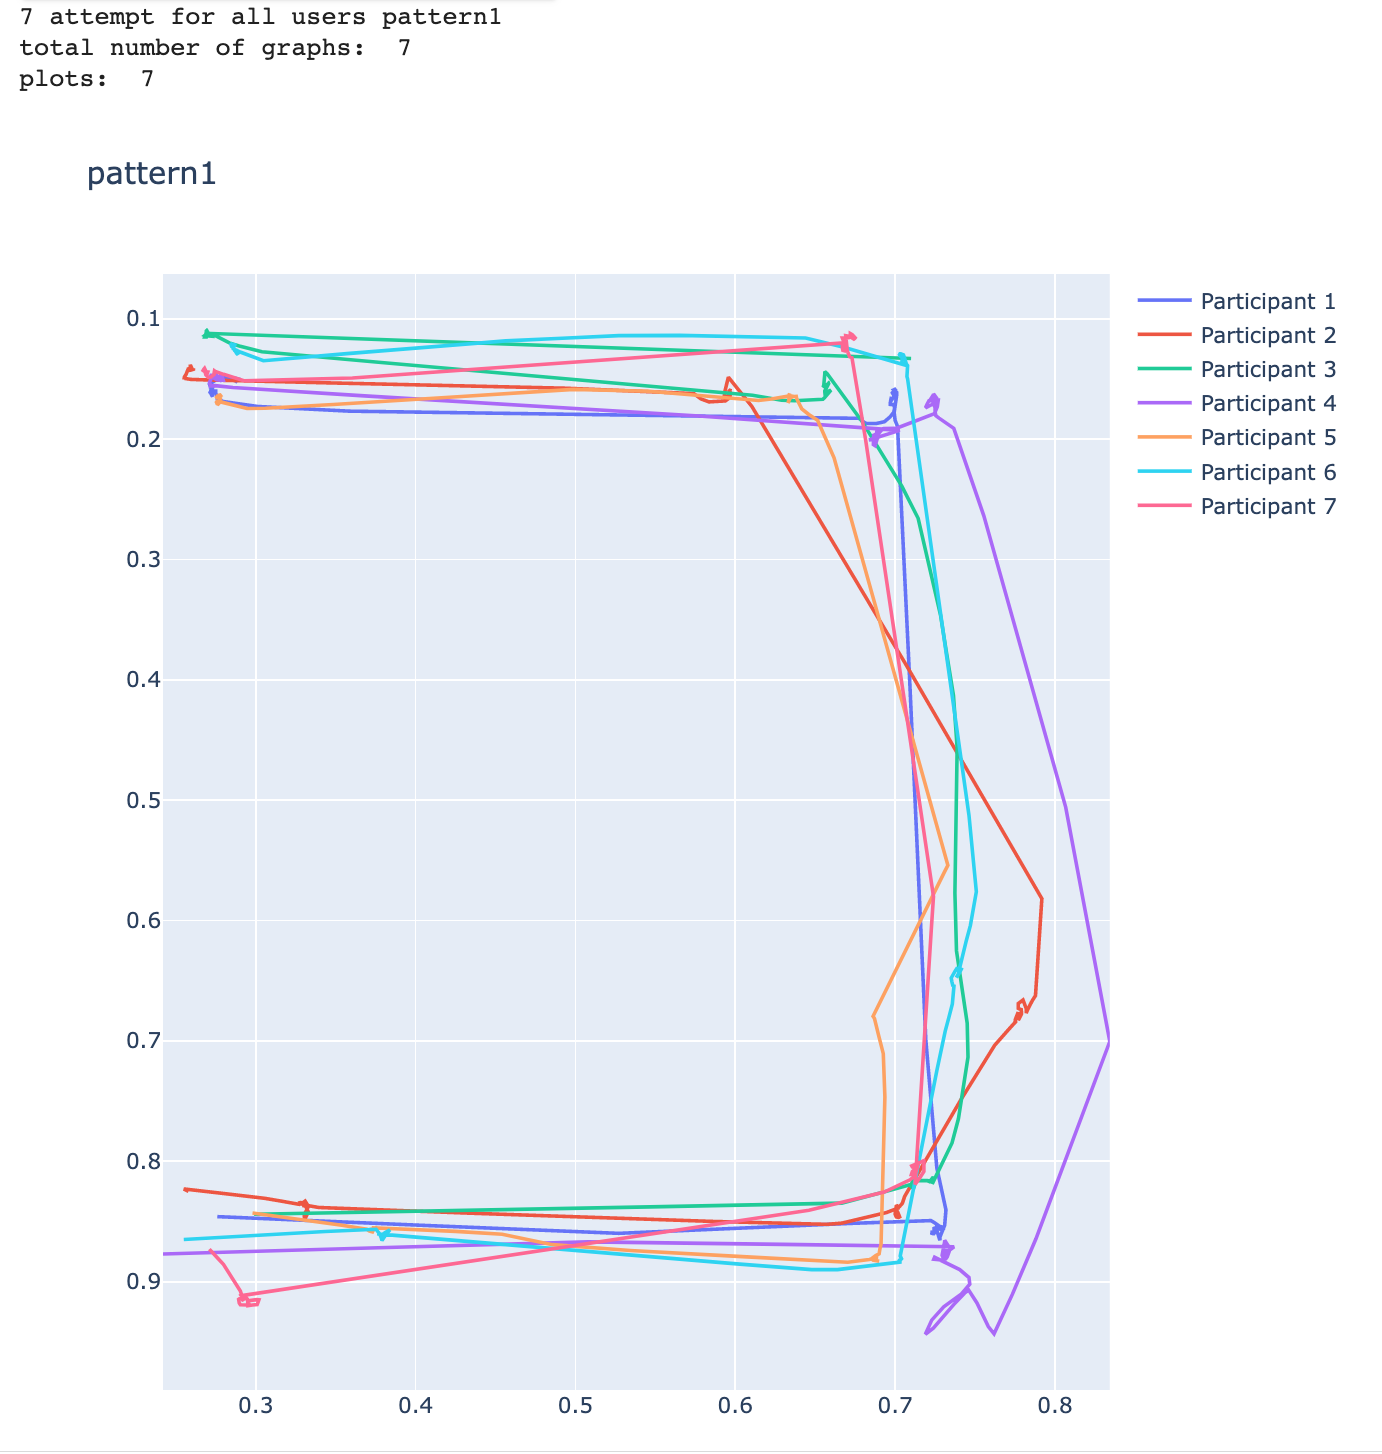 7 attempt for all users pattern1
total number of graphs:  7
plots:  7
pattern1
Participant 1
Participant 2
Participant 3
Participant 4
Participant 5
Participant 6
Participant 7
0.1
0.2
0.3
0.4
0.5
0.6
0.7
0.8
0.9
0.3 0.4 0.5 0.6 0.7 0.8